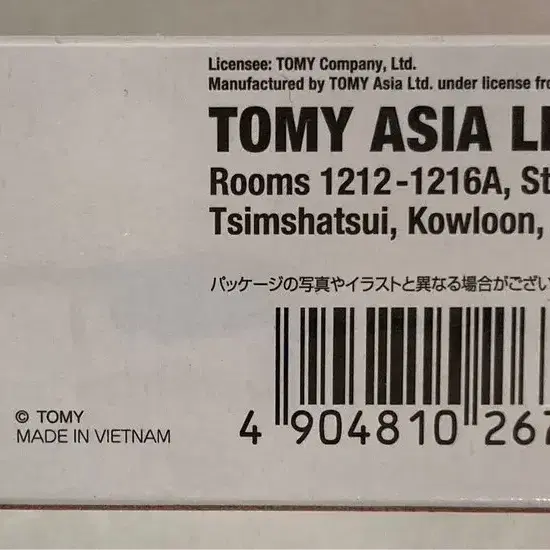 Licensee: TOMY Company, Ltd.
Manufactured by TOMY Asia Ltd. under license fro
TOMY ASIA LI
Rooms 1212-1216A, St
Tsimshatsui, Kowloon,
パッケージの写真やイラストと異なる場合がござい
4 904810 267
© TOMY
MADE IN VIETNAM